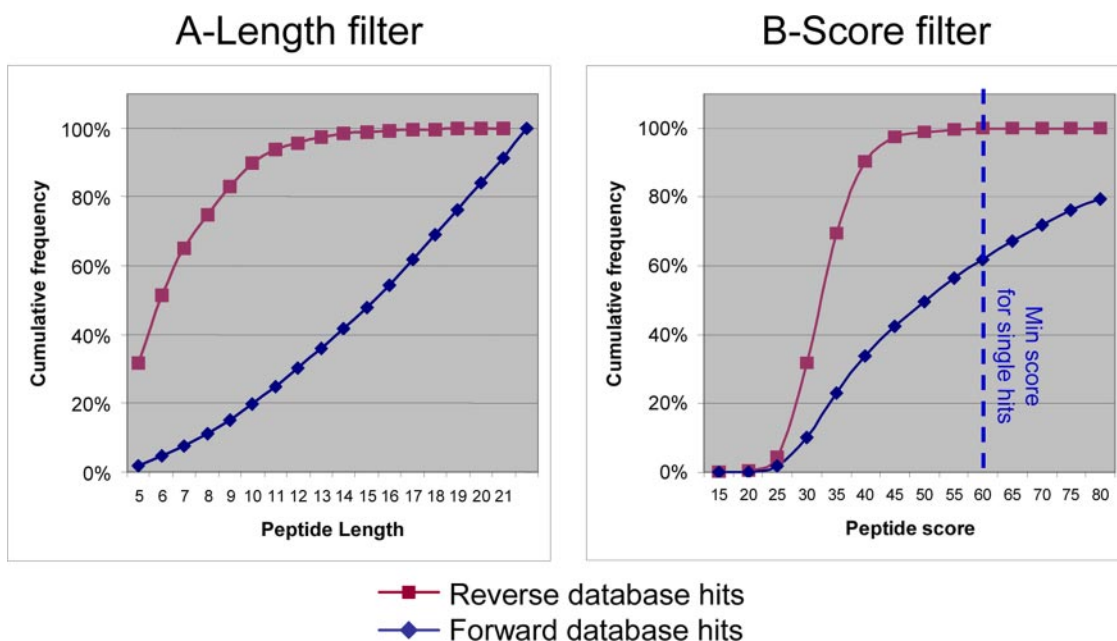 A-Length filter
B-Score filter
Cumulative frequency
100%
80%
60%
40%
20%
0%
5 6 7 8 9 10 11 12 13 14 15 16 17 18 19 20 21
Peptide Length
Cumulative frequency
100%
80%
60%
40%
20%
0%
Min score
for single hits
15 20 25 30 35 40 45 50 55 60 65 70 75 80
Peptide score
Reverse database hits
Forward database hits